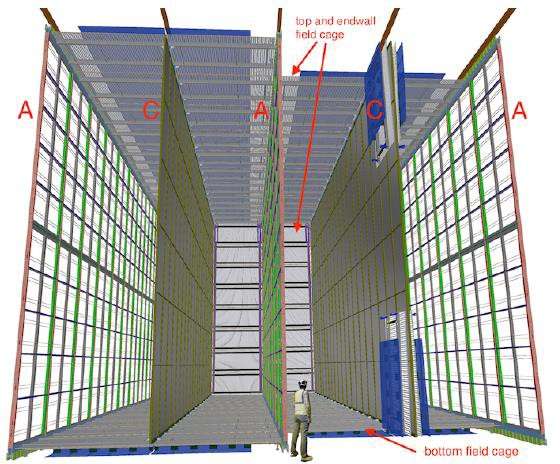 top and endwall
field cage
A
C
A
C
A
bottom field cage